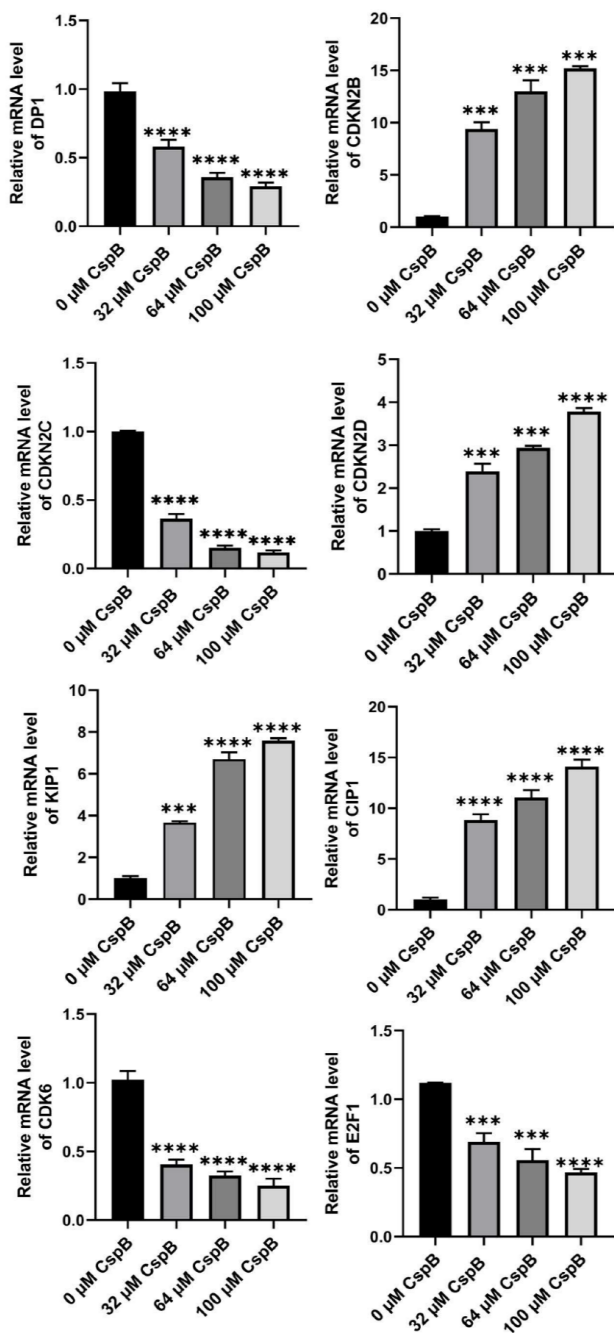 Relative mRNA level
of DP1
1.5
1.0
0.5
0.0
****
****
****
0 µM CspB
32 µM CspB
64 µM CspB
100 µM CspB
Relative mRNA level
of CDKN2B
20
15
10
5
0
***
***
***
0 µM CspB
32 µM CspB
64 µM CspB
100 µM CspB
Relative mRNA level
of CDKN2C
1.5
1.0
0.5
0.0
****
****
****
0 µM CspB
32 µM CspB
64 µM CspB
100 µM CspB
Relative mRNA level
of CDKN2D
5
4
3
2
1
0
***
***
****
0 µM CspB
32 µM CspB
64 µM CspB
100 µM CspB
Relative mRNA level
of KIP1
10
8
6
4
2
0
***
****
****
0 µM CspB
32 µM CspB
64 µM CspB
100 µM CspB
Relative mRNA level
of CIP1
20
15
10
5
0
****
****
****
0 µM CspB
32 µM CspB
64 µM CspB
100 µM CspB
Relative mRNA level
of CDK6
1.5
1.0
0.5
0.0
****
****
****
0 µM CspB
32 µM CspB
64 µM CspB
100 µM CspB
Relative mRNA level
of E2F1
1.5
1.0
0.5
0.0
***
***
****
0 µM CspB
32 µM CspB
64 µM CspB
100 µM CspB